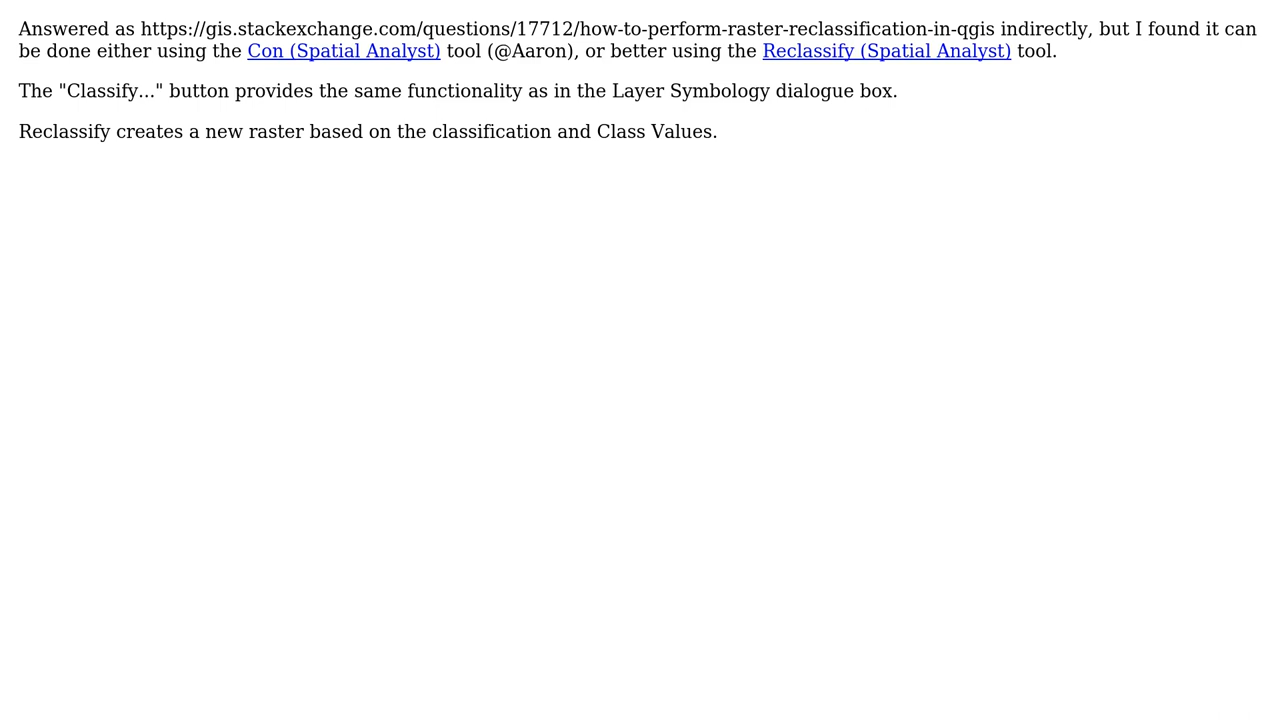 Answered as https://gis.stackexchange.com/questions/17712/how-to-perform-raster-reclassification-in-qgis indirectly, but I found it can
be done either using the Con (Spatial Analyst) tool (@Aaron), or better using the Reclassify (Spatial Analyst) tool.
The "Classify..." button provides the same functionality as in the Layer Symbology dialogue box.
Reclassify creates a new raster based on the classification and Class Values.